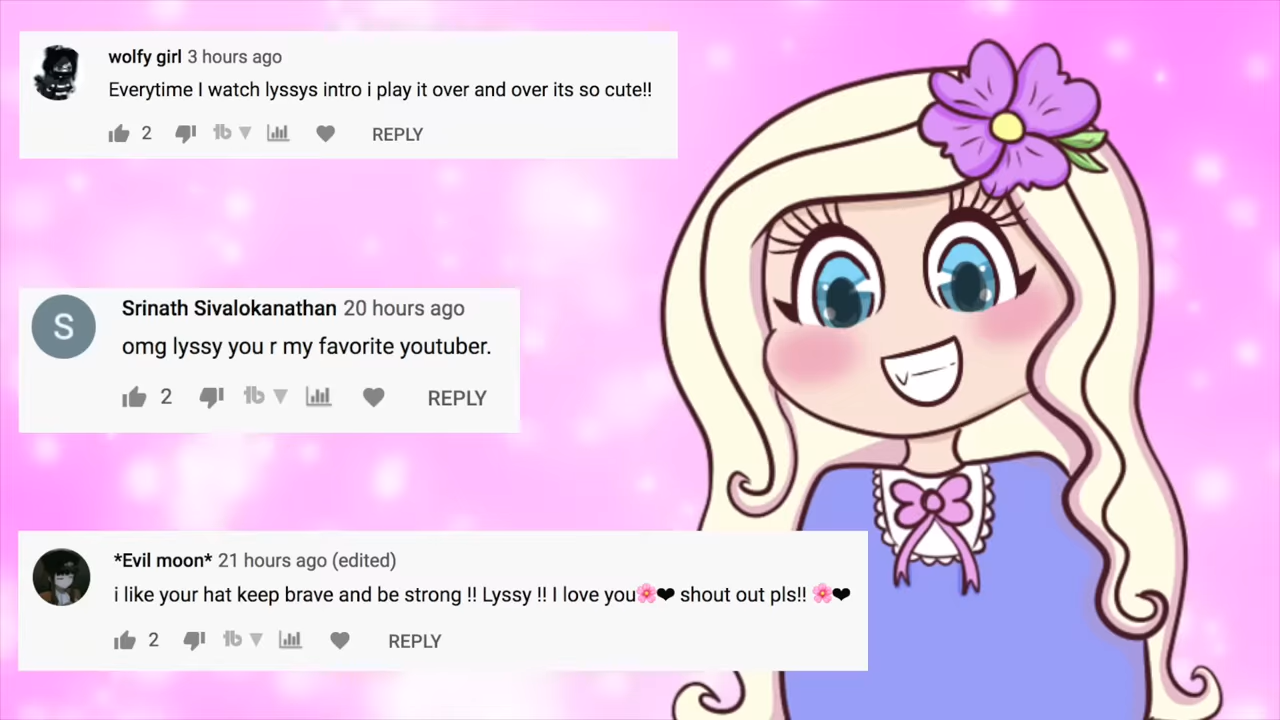 wolfy girl 3 hours ago
Everytime I watch lyssys intro i play it over and over its so cute!!
2 REPLY
S
Srinath Sivalokanathan 20 hours ago
omg lyssy you r my favorite youtuber.
2 REPLY
*Evil moon* 21 hours ago (edited)
i like your hat keep brave and be strong !! Lyssy !! I love you🌸❤ shout out pls!! 🌸❤
2 REPLY